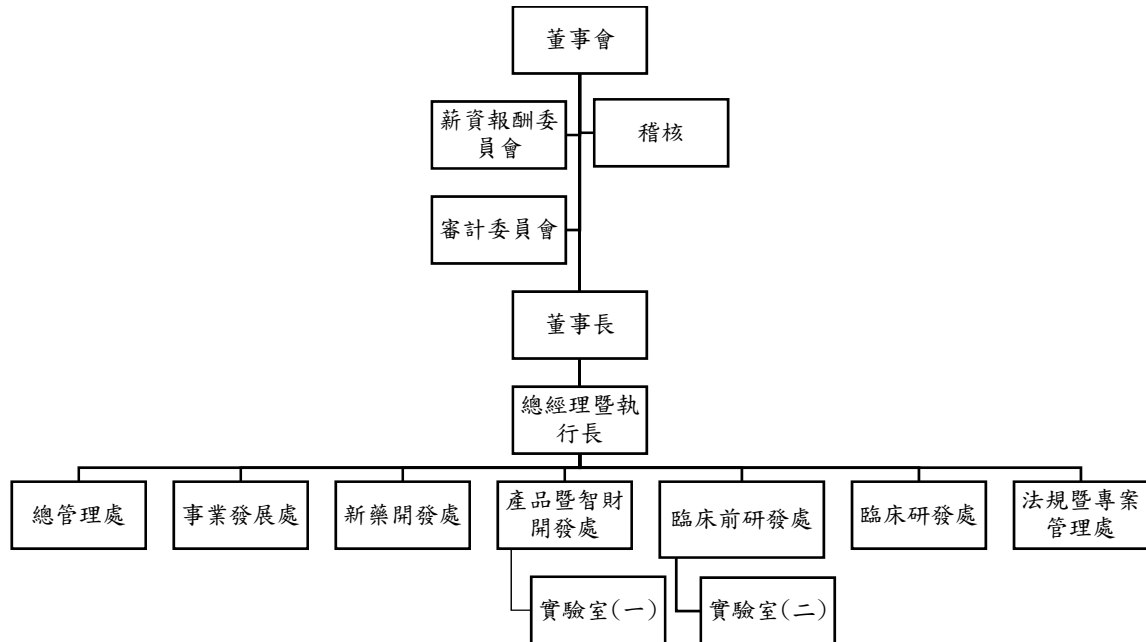 董事會
薪資報酬委
員會
稽核
審計委員會
董事長
總經理暨執
行長
總管理處
事業發展處
新藥開發處
產品暨智財
開發處
臨床前研發處
臨床研發處
法規暨專案
管理處
實驗室(一)
實驗室(二)